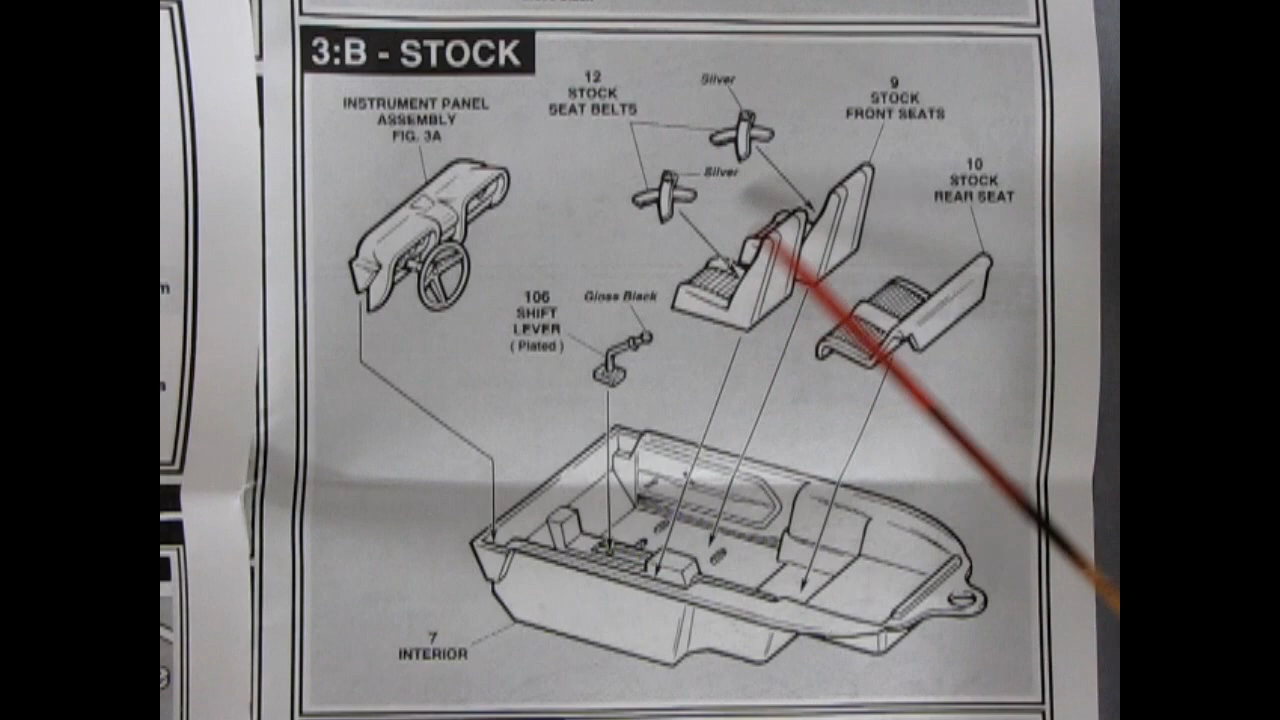 3:B - STOCK
INSTRUMENT PANEL
ASSEMBLY
FIG. 3A
12
STOCK
SEAT BELTS
Silver
Silver
9
STOCK
FRONT SEATS
10
STOCK
REAR SEAT
106
SHIFT
LEVER
( Plated )
Gloss Black
7
INTERIOR